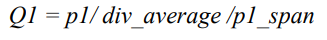 Q1 = p1/ div_average /p1_span